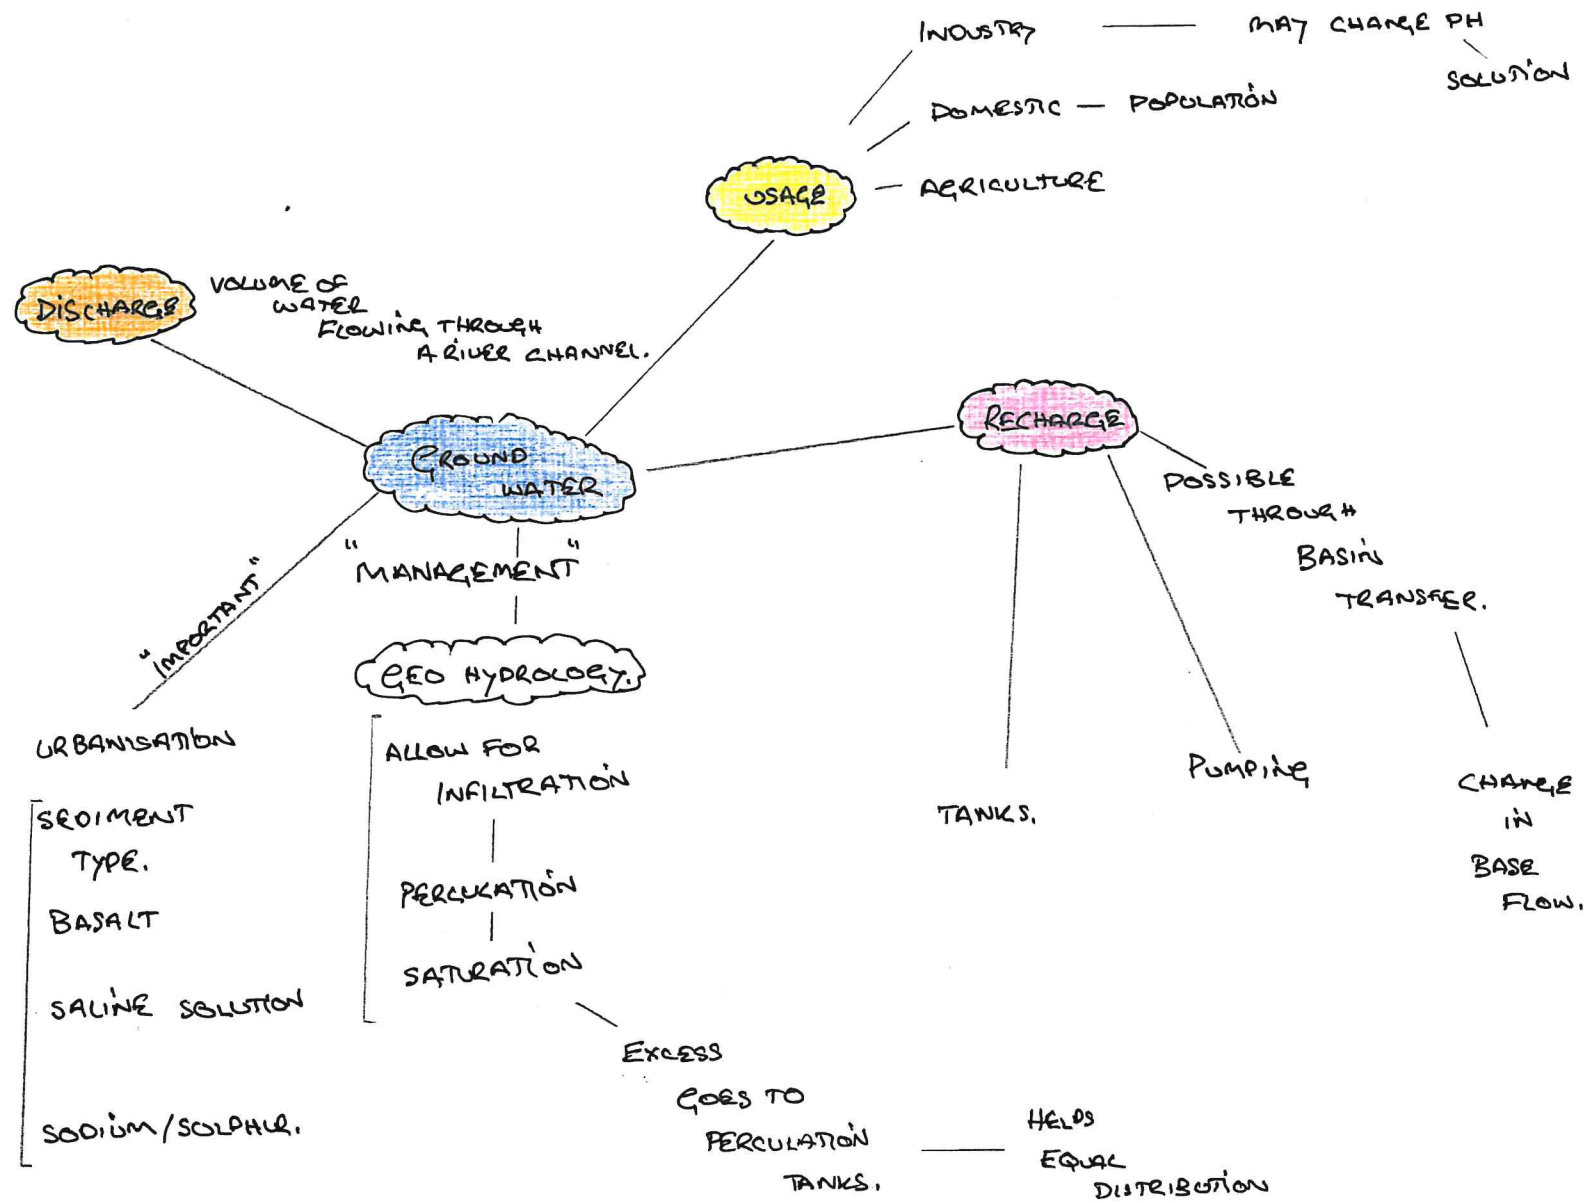 INDUSTRY — MAY CHANGE PH
SOLUTION
DOMESTIC — POPULATION
USAGE
AGRICULTURE
DISCHARGE
VOLUME OF
WATER
FLOWING THROUGH
A RIVER CHANNEL.
RECHARGE
GROUND
WATER
POSSIBLE
THROUGH
BASIN
TRANSFER.
CHANGE
IN
BASE
FLOW.
PUMPING
TANKS.
"MANAGEMENT"
GEO HYDROLOGY.
ALLOW FOR
INFILTRATION
PERCULATION
SATURATION
EXCESS
GOES TO
PERCULATION
TANKS.
HELPS
EQUAL
DISTRIBUTION
"IMPORTANT"
URBANISATION
SEDIMENT
TYPE.
BASALT
SALINE SOLUTION
SODIUM/SULPHUR.